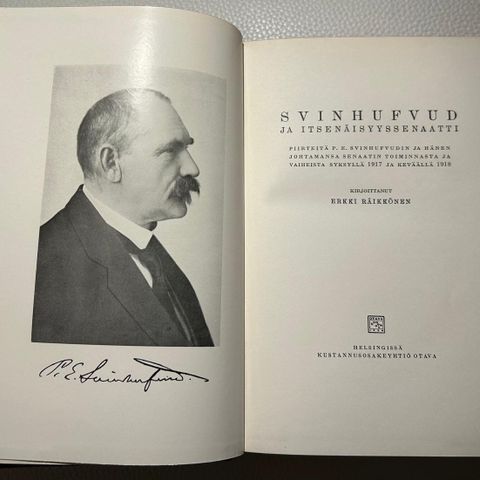 P. E. Svinhufvud.
SVINHUFVUD
JA ITSENÄISYYSSENAATTI
PIIRTEITÄ P. E. SVINHUFVUDIN JA HÄNEN
JOHTAMANSA SENAATIN TOIMINNASTA JA
VAIHEISTA SYKSYLLÄ 1917 JA KEVÄÄLLÄ 1918
KIRJOITTANUT
ERKKI RÄIKKÖNEN
OTAVA
HELSINGISSÄ
KUSTANNUSOSAKEYHTIÖ OTAVA